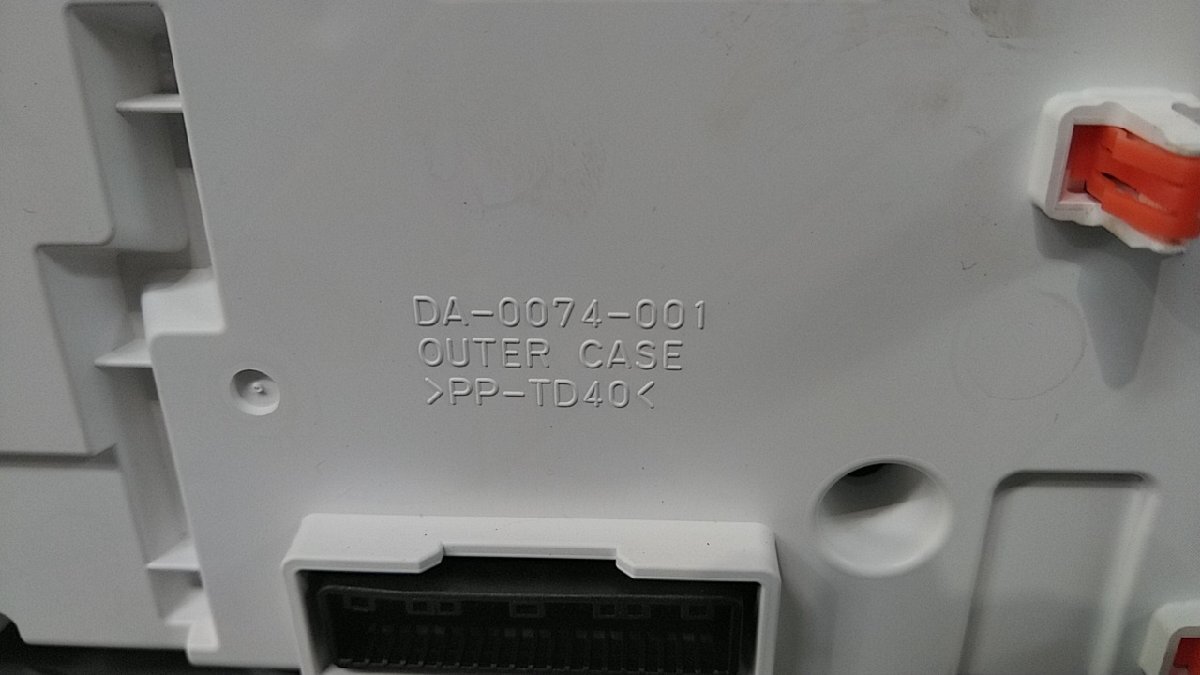 DA-0074-001
OUTER CASE
>PP-TD40<